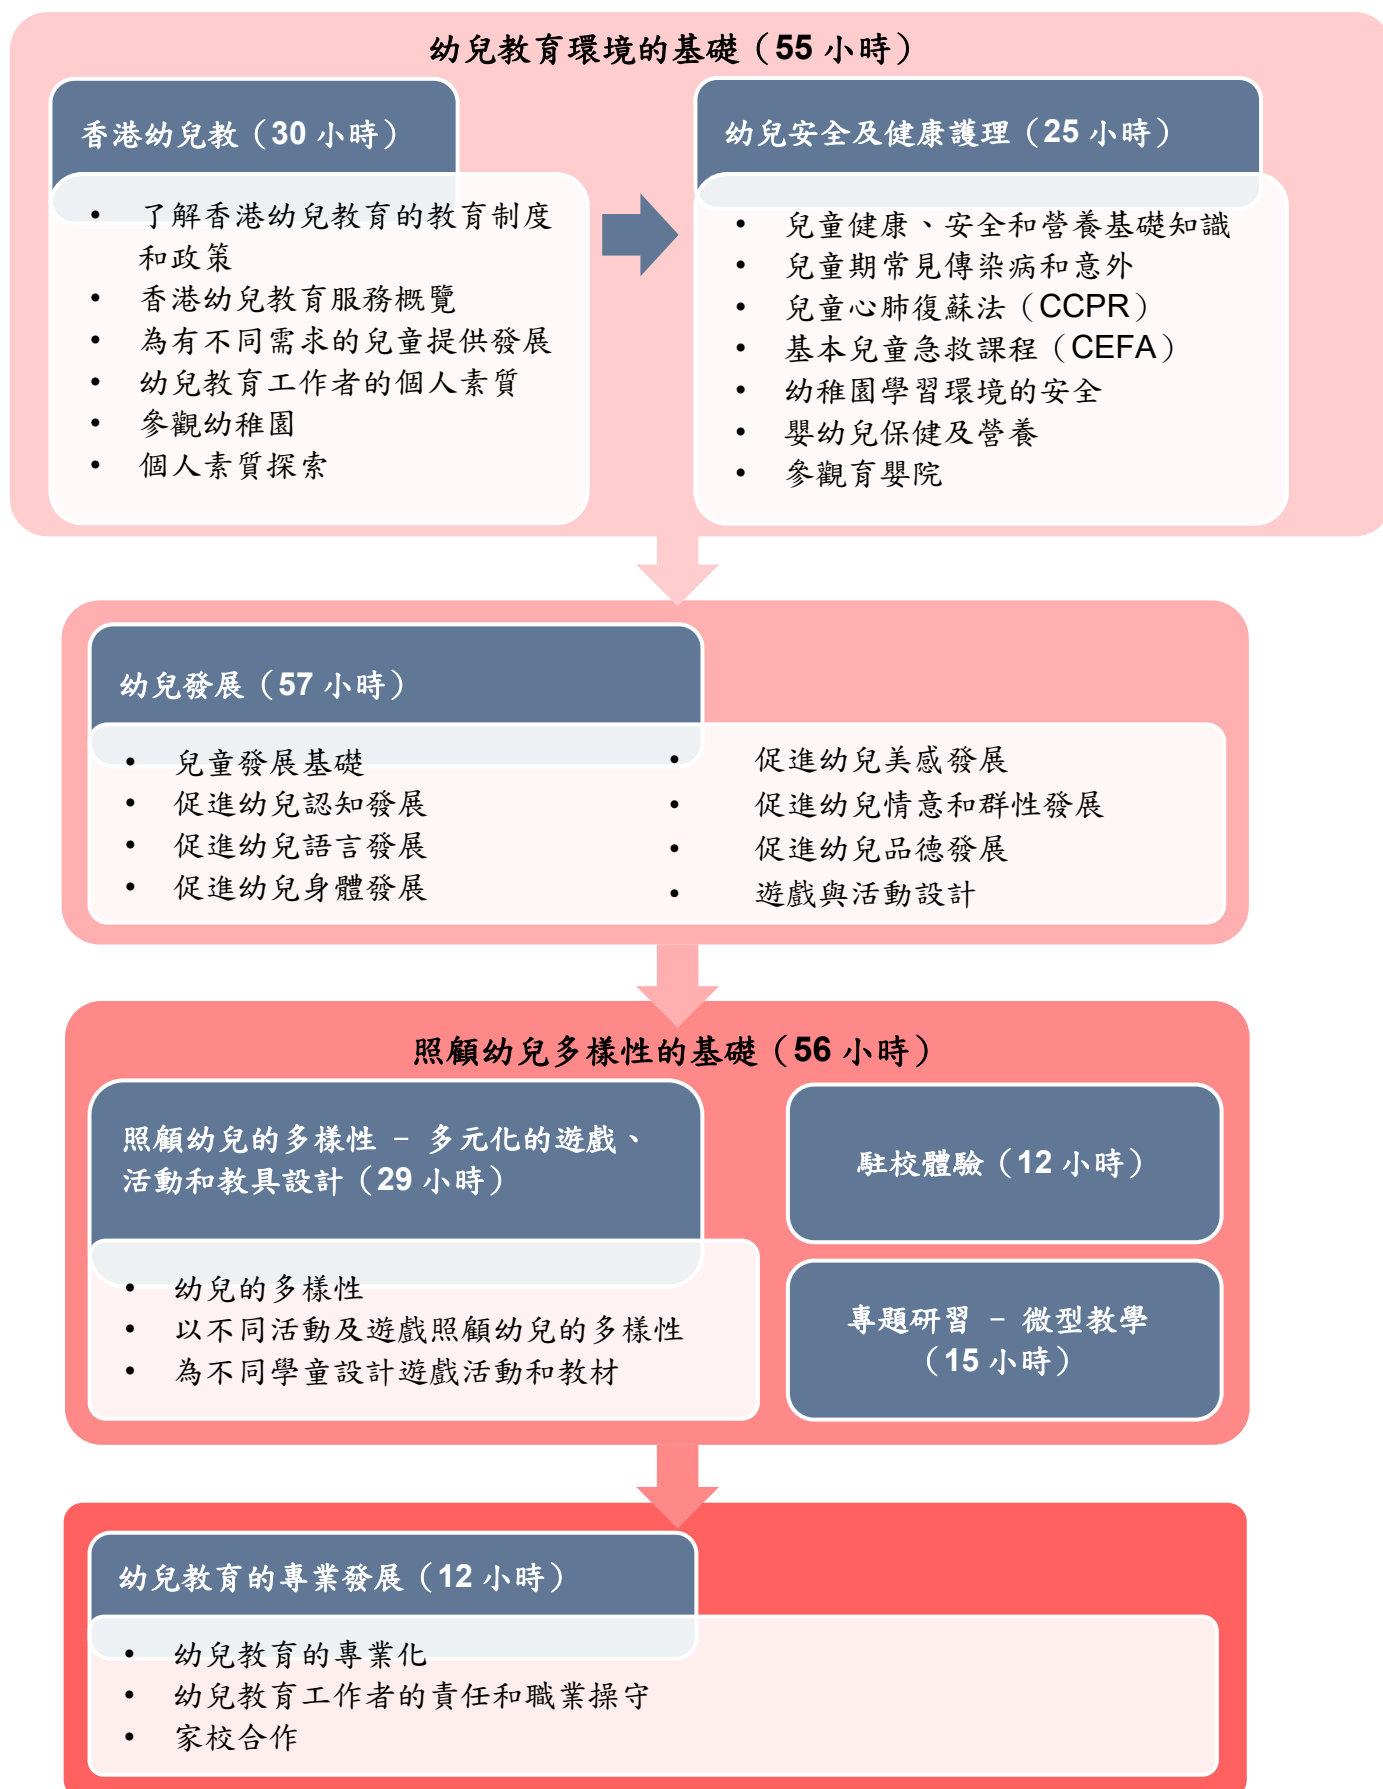 幼兒教育環境的基礎（55 小時）
香港幼兒教（30 小時）
• 了解香港幼兒教育的教育制度
和政策
• 香港幼兒教育服務概覽
• 為有不同需求的兒童提供發展
• 幼兒教育工作者的個人素質
• 參觀幼稚園
• 個人素質探索
幼兒安全及健康護理（25 小時）
• 兒童健康、安全和營養基礎知識
• 兒童期常見傳染病和意外
• 兒童心肺復蘇法（CCPR）
• 基本兒童急救課程（CEFA）
• 幼稚園學習環境的安全
• 嬰幼兒保健及營養
• 參觀育嬰院
幼兒發展（57 小時）
• 兒童發展基礎
• 促進幼兒認知發展
• 促進幼兒語言發展
• 促進幼兒身體發展
• 促進幼兒美感發展
• 促進幼兒情意和群性發展
• 促進幼兒品德發展
• 遊戲與活動設計
照顧幼兒多樣性的基礎（56 小時）
照顧幼兒的多樣性 – 多元化的遊戲、
活動和教具設計（29 小時）
• 幼兒的多樣性
• 以不同活動及遊戲照顧幼兒的多樣性
• 為不同學童設計遊戲活動和教材
駐校體驗（12 小時）
專題研習 – 微型教學
（15 小時）
幼兒教育的專業發展（12 小時）
• 幼兒教育的專業化
• 幼兒教育工作者的責任和職業操守
• 家校合作